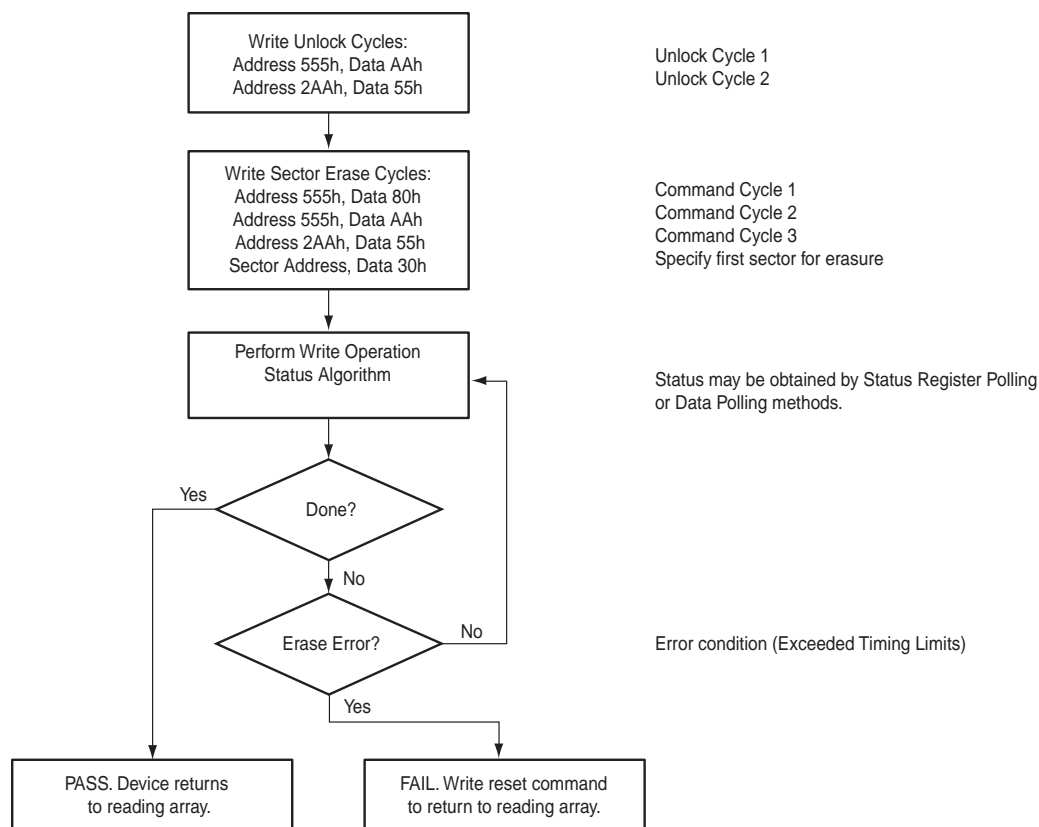 Write Unlock Cycles:
Address 555h, Data AAh
Address 2AAh, Data 55h
Unlock Cycle 1
Unlock Cycle 2
Write Sector Erase Cycles:
Address 555h, Data 80h
Address 555h, Data AAh
Address 2AAh, Data 55h
Sector Address, Data 30h
Command Cycle 1
Command Cycle 2
Command Cycle 3
Specify first sector for erasure
Perform Write Operation
Status Algorithm
Status may be obtained by Status Register Polling
or Data Polling methods.
Yes
Done?
No
Erase Error?
No
Error condition (Exceeded Timing Limits)
Yes
PASS. Device returns
to reading array.
FAIL. Write reset command
to return to reading array.